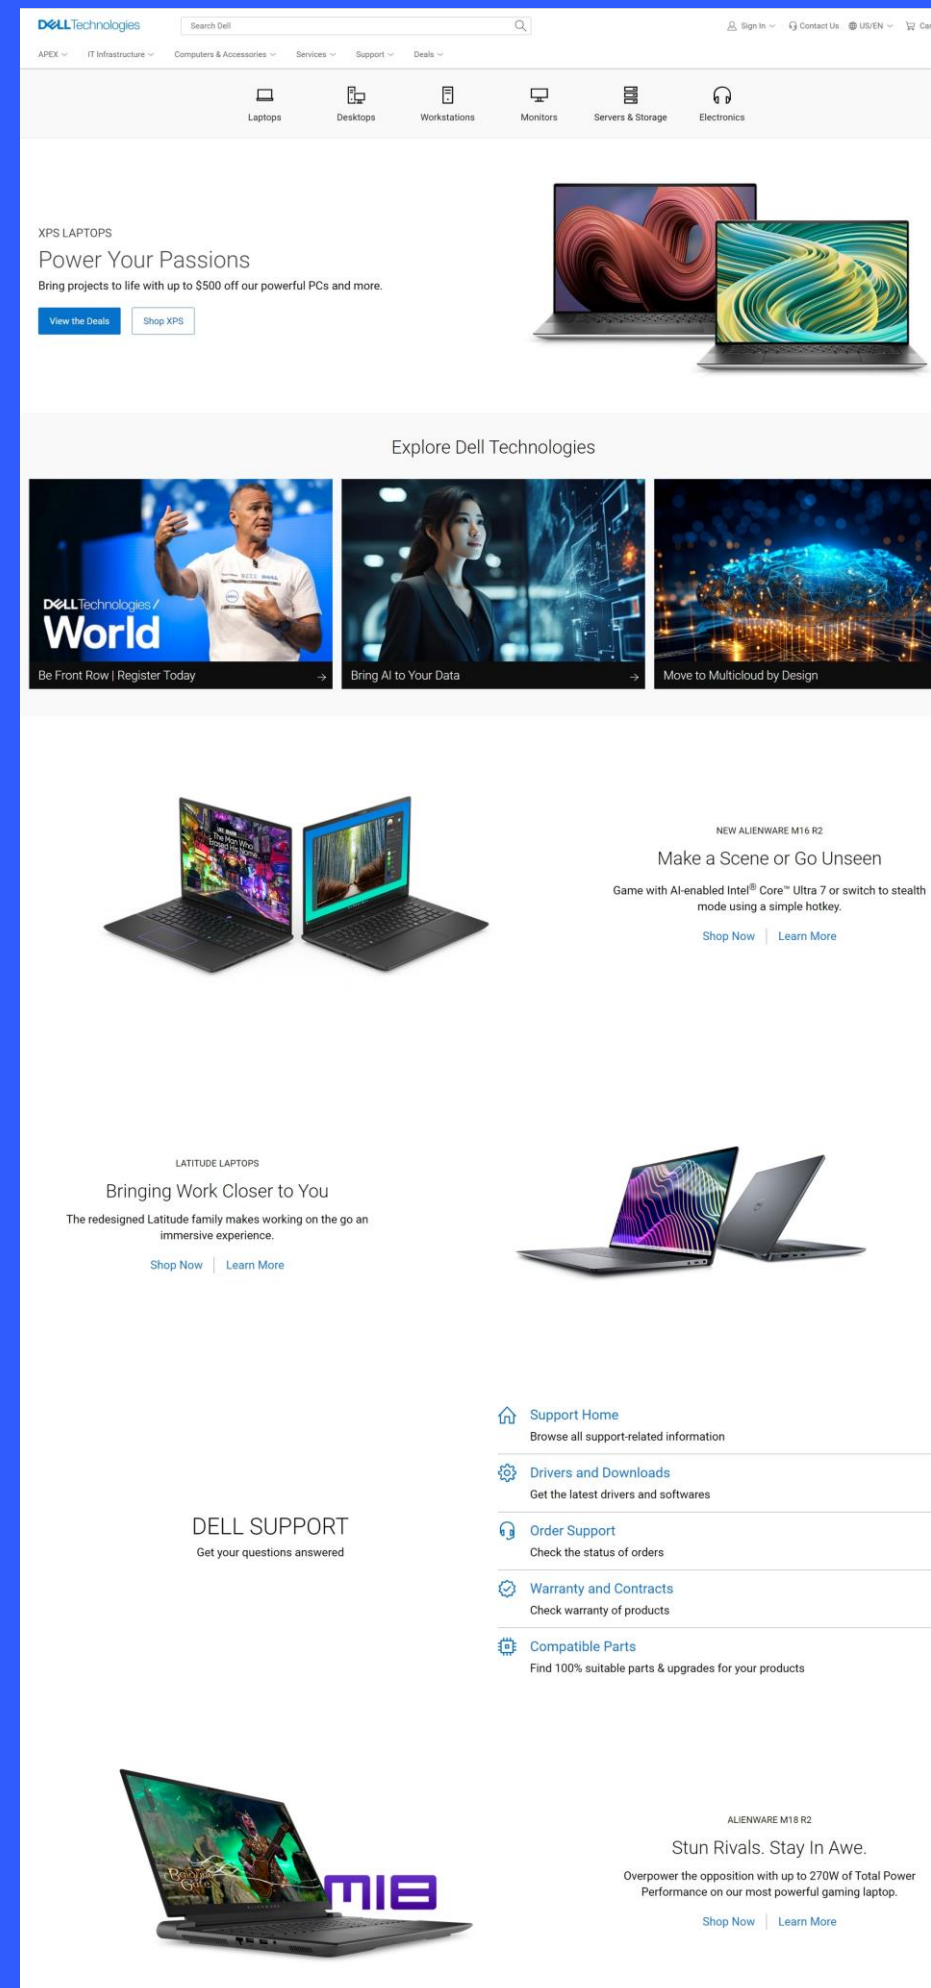 DELLTechnologies
Search Dell
Sign In
Contact Us
US/EN
APEX
IT Infrastructure
Computers & Accessories
Services
Support
Deals
Laptops
Desktops
Workstations
Monitors
Servers & Storage
Electronics
XPS LAPTOPS
Power Your Passions
Bring projects to life with up to $500 off our powerful PCs and more.
View the Deals
Shop XPS
Explore Dell Technologies
DELLTechnologies /
World
Be Front Row | Register Today
Bring AI to Your Data
Move to Multicloud by Design
The Man Who
Erased His Name
NEW ALIENWARE M16 R2
Make a Scene or Go Unseen
Game with AI-enabled Intel® Core™ Ultra 7 or switch to stealth
mode using a simple hotkey.
Shop Now | Learn More
LATITUDE LAPTOPS
Bringing Work Closer to You
The redesigned Latitude family makes working on the go an
immersive experience.
Shop Now | Learn More
DELL SUPPORT
Get your questions answered
Support Home
Browse all support-related information
Drivers and Downloads
Get the latest drivers and softwares
Order Support
Check the status of orders
Warranty and Contracts
Check warranty of products
Compatible Parts
Find 100% suitable parts & upgrades for your products
Baldur's
Gate
ALIENWARE
m18
ALIENWARE M18 R2
Stun Rivals. Stay In Awe.
Overpower the opposition with up to 270W of Total Power
Performance on our most powerful gaming laptop.
Shop Now | Learn More